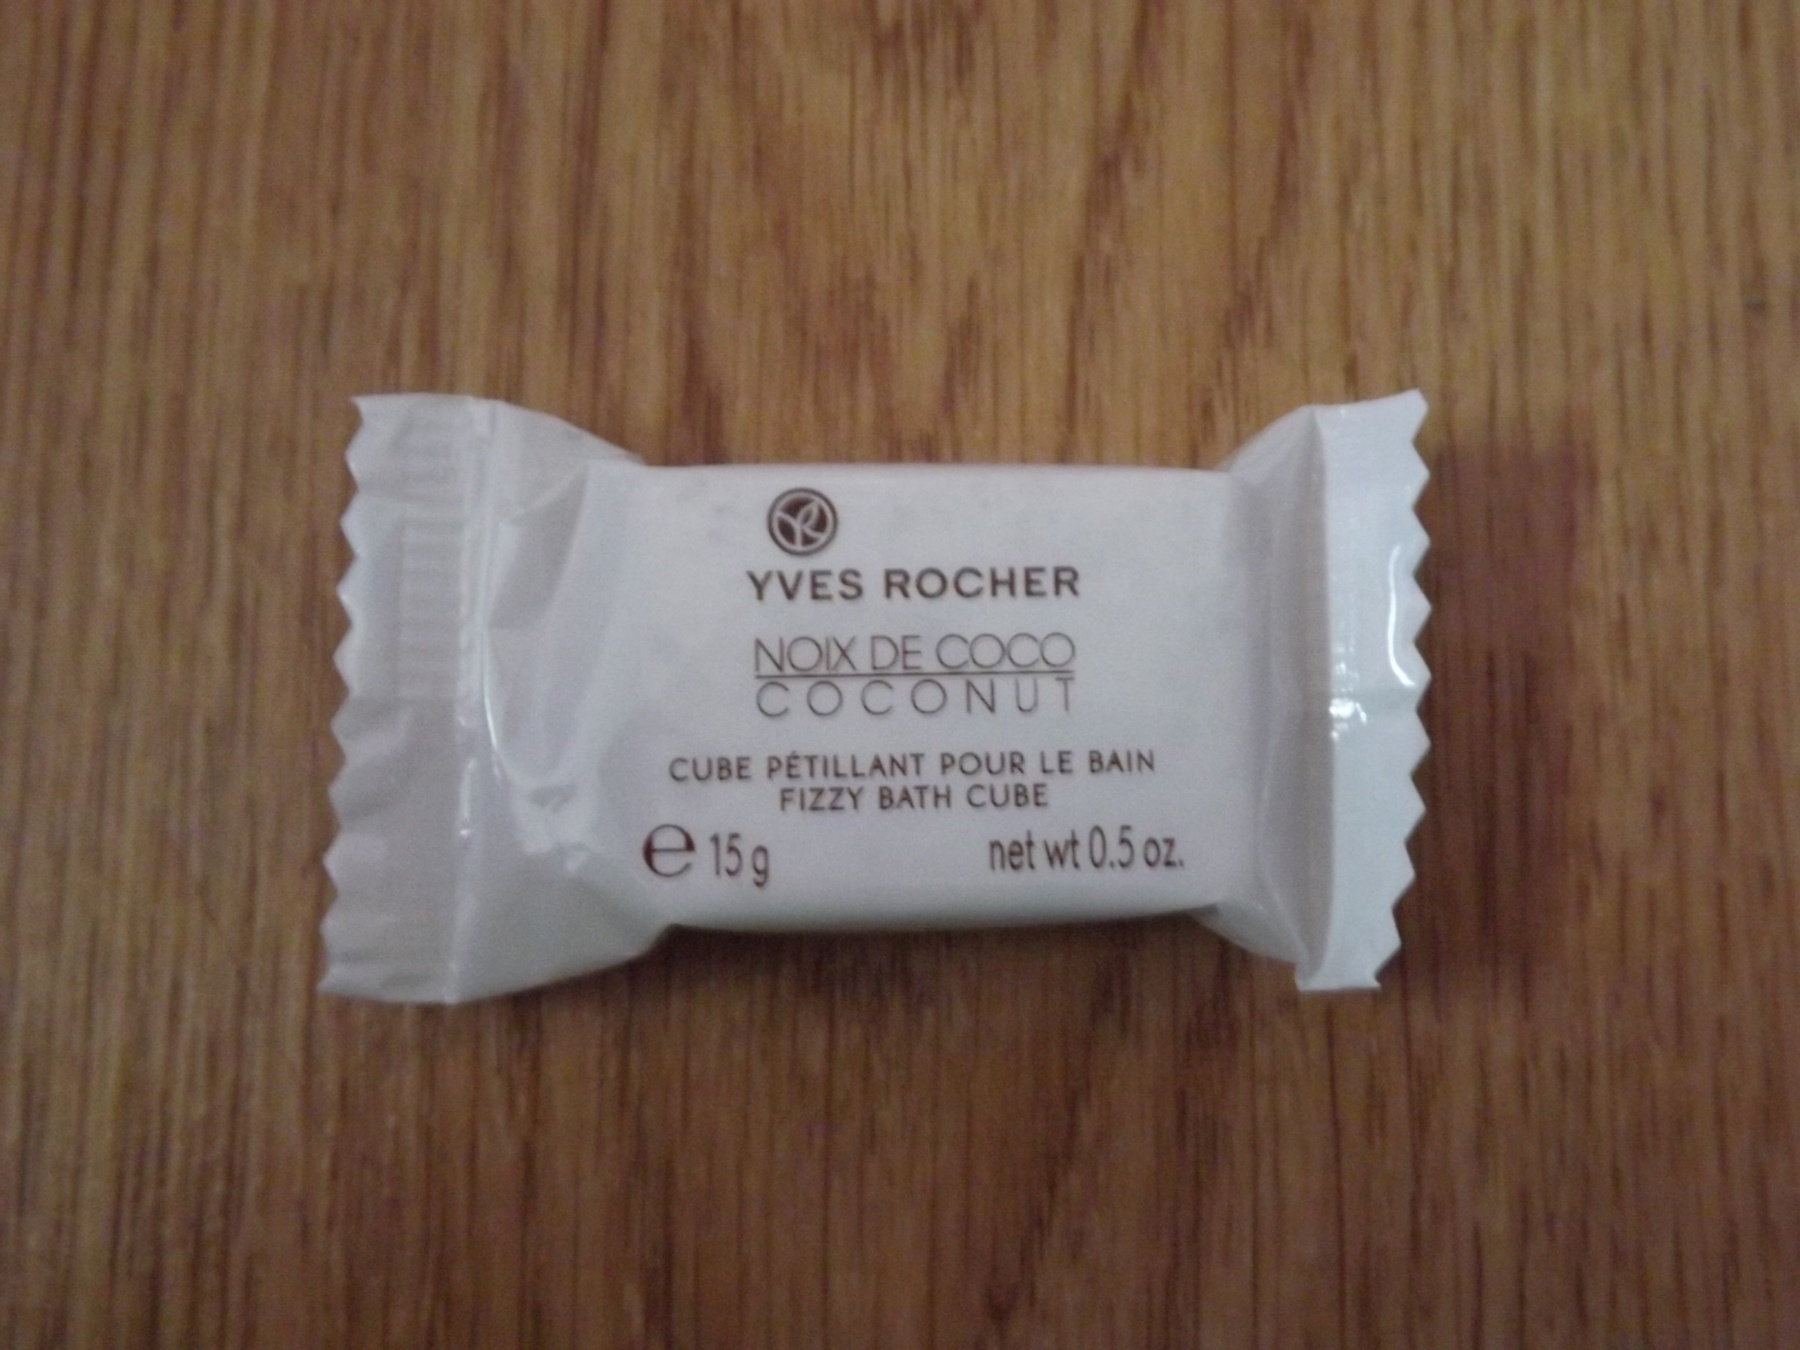 YVES ROCHER
NOIX DE COCO
COCONUT
CUBE PÉTILLANT POUR LE BAIN
FIZZY BATH CUBE
e 15 g net wt 0.5 oz.